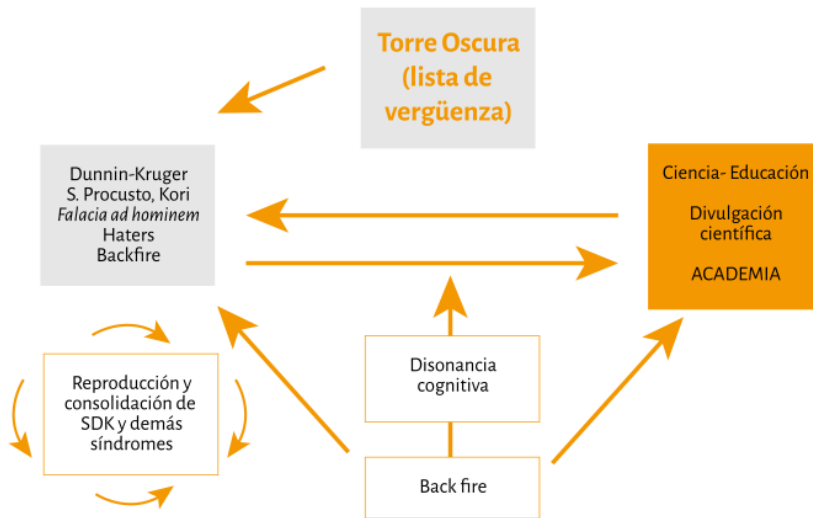 Torre Oscura
(lista de
vergüenza)
Dunnin-Kruger
S. Procusto, Kori
Falacia ad hominem
Haters
Backfire
Ciencia- Educación
Divulgación
científica
ACADEMIA
Reproducción y
consolidación de
SDK y demás
síndromes
Disonancia
cognitiva
Back fire